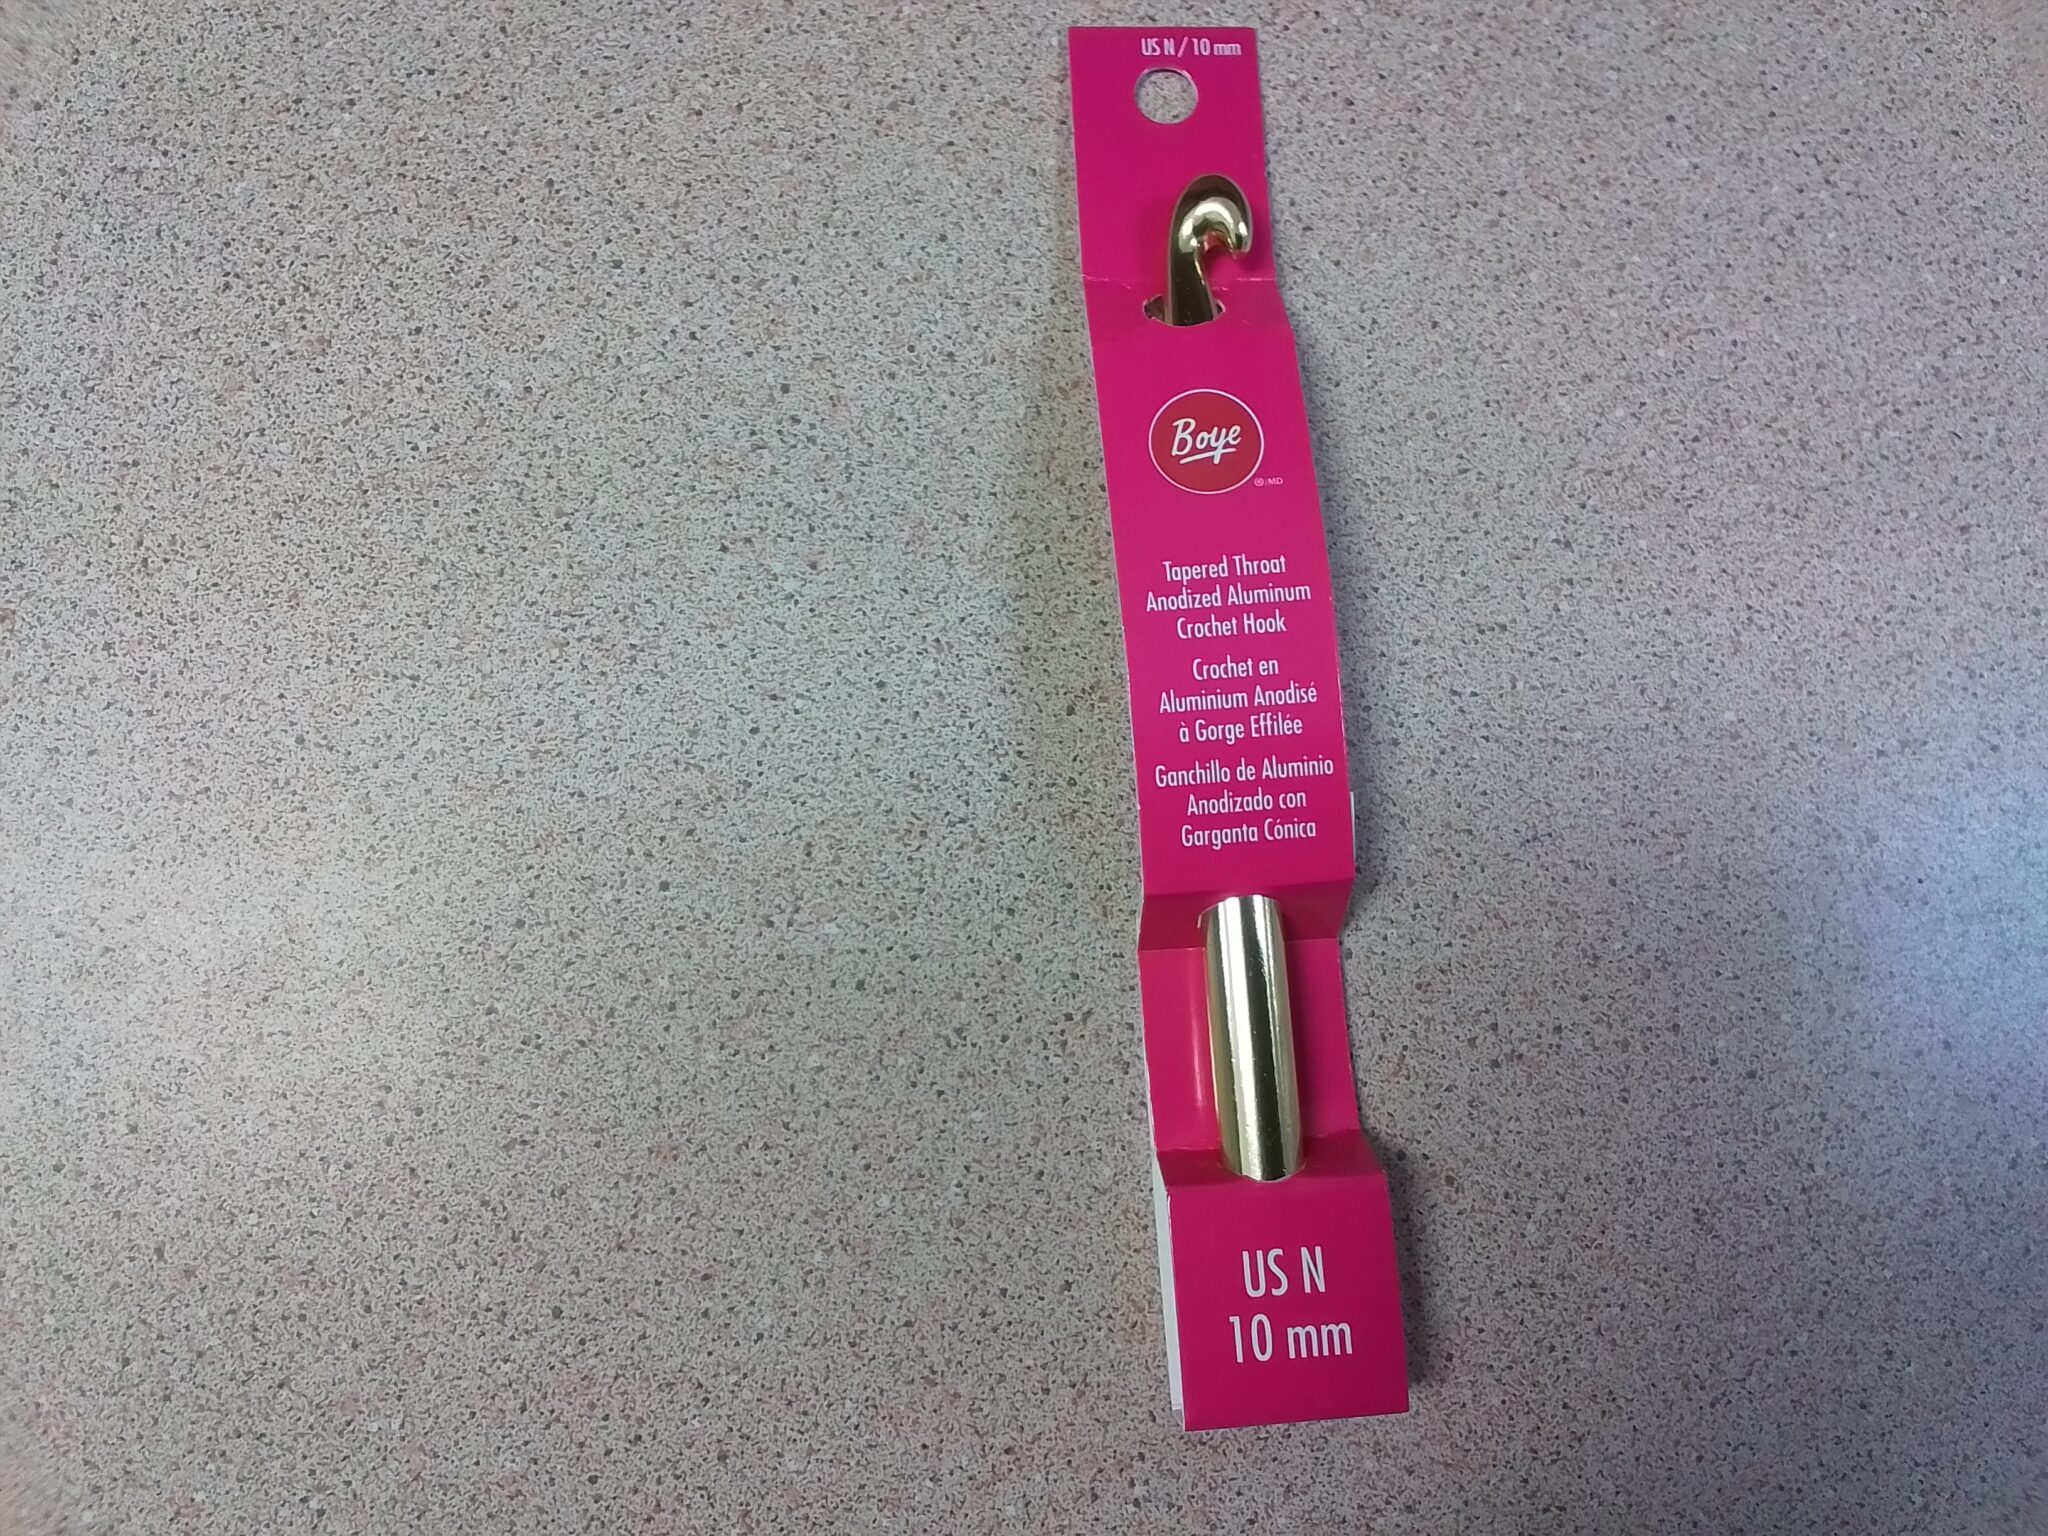 US N / 10 mm
Boye
®/MD
Tapered Throat
Anodized Aluminum
Crochet Hook
Crochet en
Aluminium Anodisé
à Gorge Effilée
Ganchillo de Aluminio
Anodizado con
Garganta Cónica
US N
10 mm